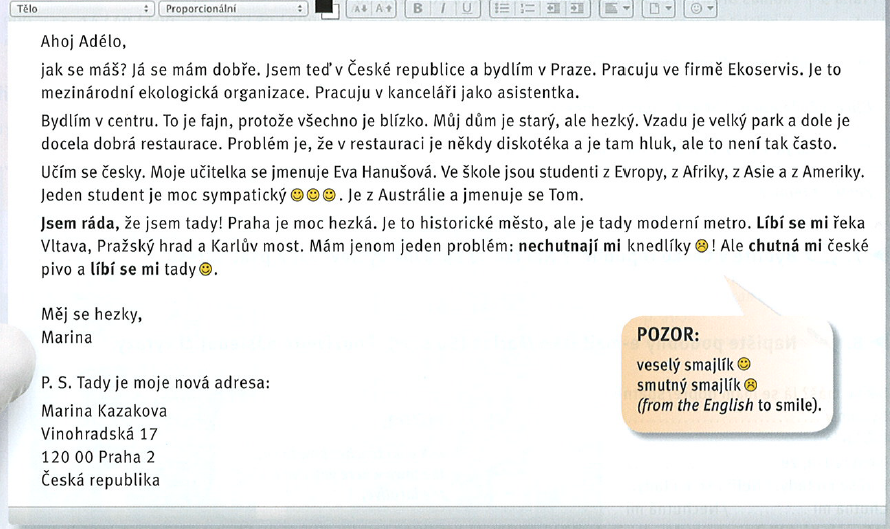 Tělo
Proporcionální
B I U
Ahoj Adélo,
jak se máš? Já se mám dobře. Jsem teď v České republice a bydlím v Praze. Pracuju ve firmě Ekoservis. Je to
mezinárodní ekologická organizace. Pracuju v kanceláři jako asistentka.
Bydlím v centru. To je fajn, protože všechno je blízko. Můj dům je starý, ale hezký. Vzadu je velký park a dole je
docela dobrá restaurace. Problém je, že v restauraci je někdy diskotéka a je tam hluk, ale to není tak často.
Učím se česky. Moje učitelka se jmenuje Eva Hanušová. Ve škole jsou studenti z Evropy, z Afriky, z Asie a z Ameriky.
Jeden student je moc sympatický 🙂🙂🙂. Je z Austrálie a jmenuje se Tom.
Jsem ráda, že jsem tady! Praha je moc hezká. Je to historické město, ale je tady moderní metro. Líbí se mi řeka
Vltava, Pražský hrad a Karlův most. Mám jenom jeden problém: nechutnají mi knedlíky 🙁! Ale chutná mi české
pivo a líbí se mi tady 🙂.
Měj se hezky,
Marina
P. S. Tady je moje nová adresa:
Marina Kazakova
Vinohradská 17
120 00 Praha 2
Česká republika
POZOR:
veselý smajlík 🙂
smutný smajlík 🙁
(from the English to smile).